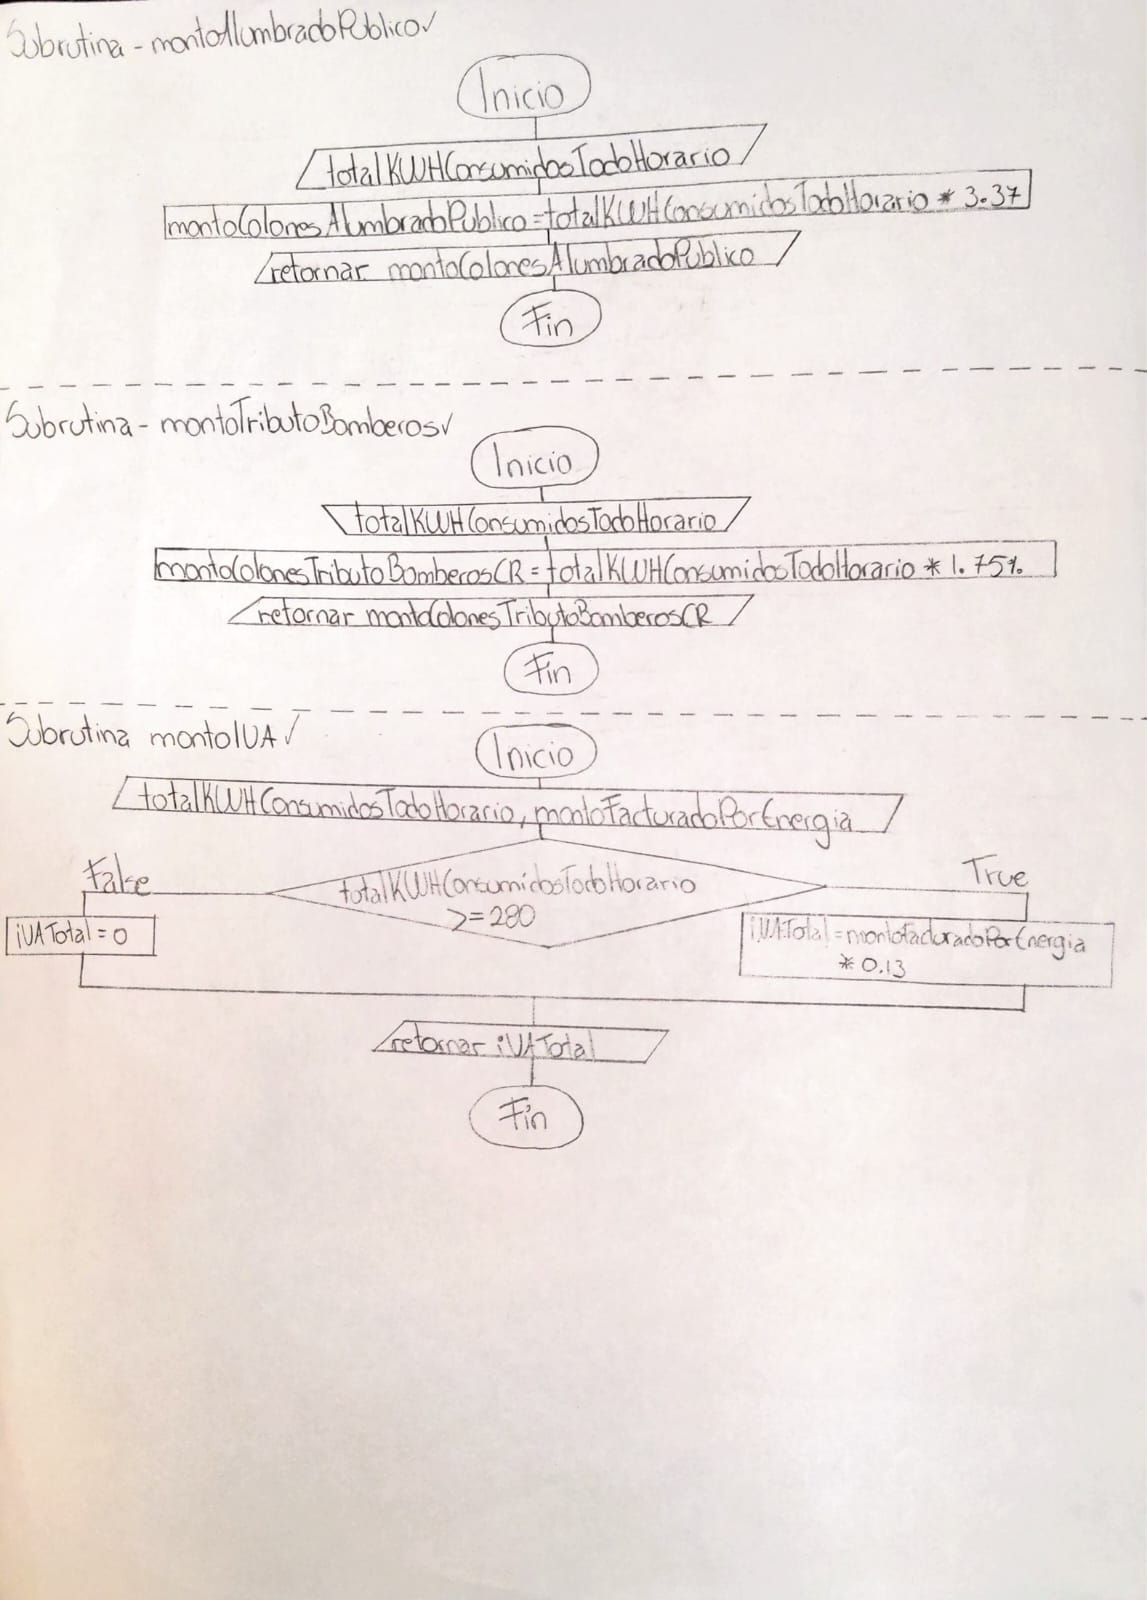 Subrutina - montoAlumbradoPublico✓
Inicio
totalKWHConsumidosTodoHorario
montoColonesAlumbradoPublico=totalKWHConsumidosTodoHorario * 3.37
retornar montoColonesAlumbradoPublico
Fin
Subrutina - montoTributoBomberos✓
Inicio
totalKWHConsumidosTodoHorario
montoColonesTributoBomberosCR = totalKWHConsumidosTodoHorario * 1.75%
retornar montoColonesTributoBomberosCR
Fin
Subrutina montoIVA✓
Inicio
totalKWHConsumidosTodoHorario, montoFacturadoPorEnergia
False
True
totalKWHConsumidosTodoHorario
>=280
iVATotal = 0
iVATotal = montoFacturadoPorEnergia
* 0.13
retornar iVATotal
Fin